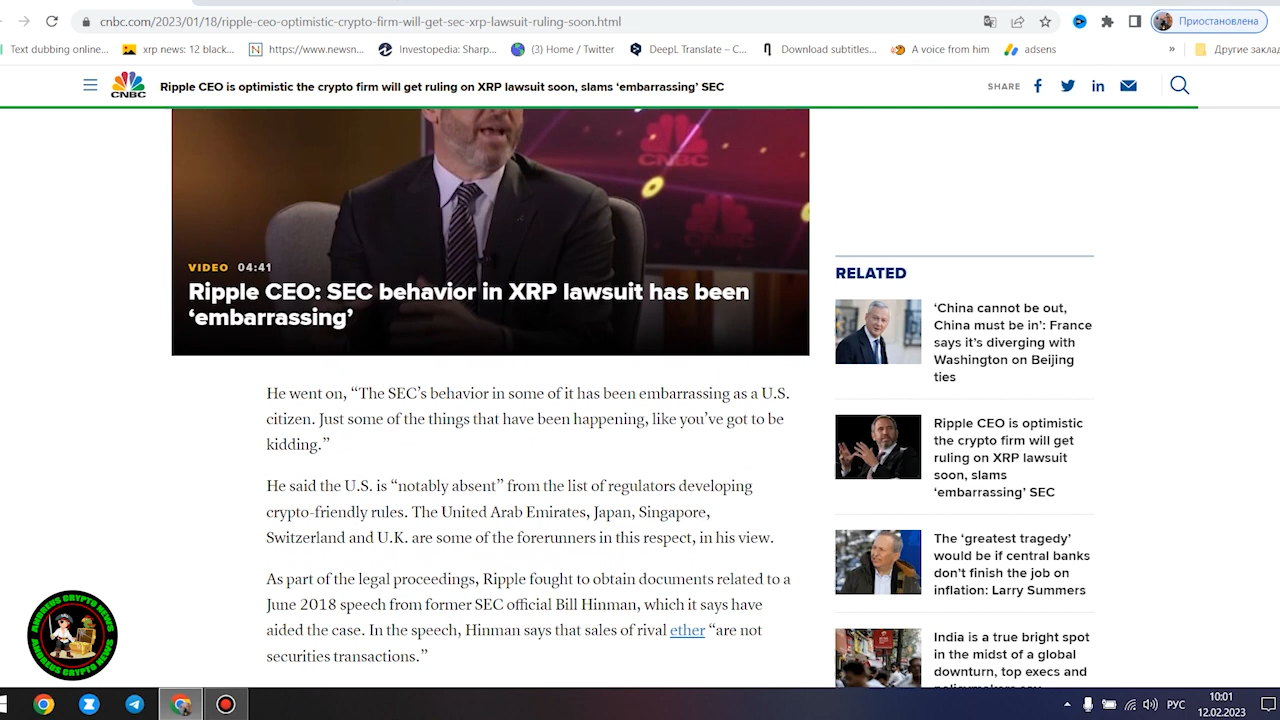 cnbc.com/2023/01/18/ripple-ceo-optimistic-crypto-firm-will-get-sec-xrp-lawsuit-ruling-soon.html
Приостановлена
Text dubbing online...
xrp news: 12 black...
https://www.newsn...
Investopedia: Sharp...
(3) Home / Twitter
DeepL Translate – C...
Download subtitles...
A voice from him
adsens
»
Другие закла
CNBC
Ripple CEO is optimistic the crypto firm will get ruling on XRP lawsuit soon, slams ‘embarrassing’ SEC
SHARE
CNBC
VIDEO 04:41
Ripple CEO: SEC behavior in XRP lawsuit has been
‘embarrassing’
He went on, “The SEC’s behavior in some of it has been embarrassing as a U.S.
citizen. Just some of the things that have been happening, like you’ve got to be
kidding.”
He said the U.S. is “notably absent” from the list of regulators developing
crypto-friendly rules. The United Arab Emirates, Japan, Singapore,
Switzerland and U.K. are some of the forerunners in this respect, in his view.
As part of the legal proceedings, Ripple fought to obtain documents related to a
June 2018 speech from former SEC official Bill Hinman, which it says have
aided the case. In the speech, Hinman says that sales of rival ether “are not
securities transactions.”
RELATED
‘China cannot be out,
China must be in’: France
says it’s diverging with
Washington on Beijing
ties
Ripple CEO is optimistic
the crypto firm will get
ruling on XRP lawsuit
soon, slams
‘embarrassing’ SEC
The ‘greatest tragedy’
would be if central banks
don’t finish the job on
inflation: Larry Summers
India is a true bright spot
in the midst of a global
downturn, top execs and
policymakers say
ANDREUS CRYPTO NEWS
ANDREUS CRYPTO NEWS
РУС
10:01
12.02.2023